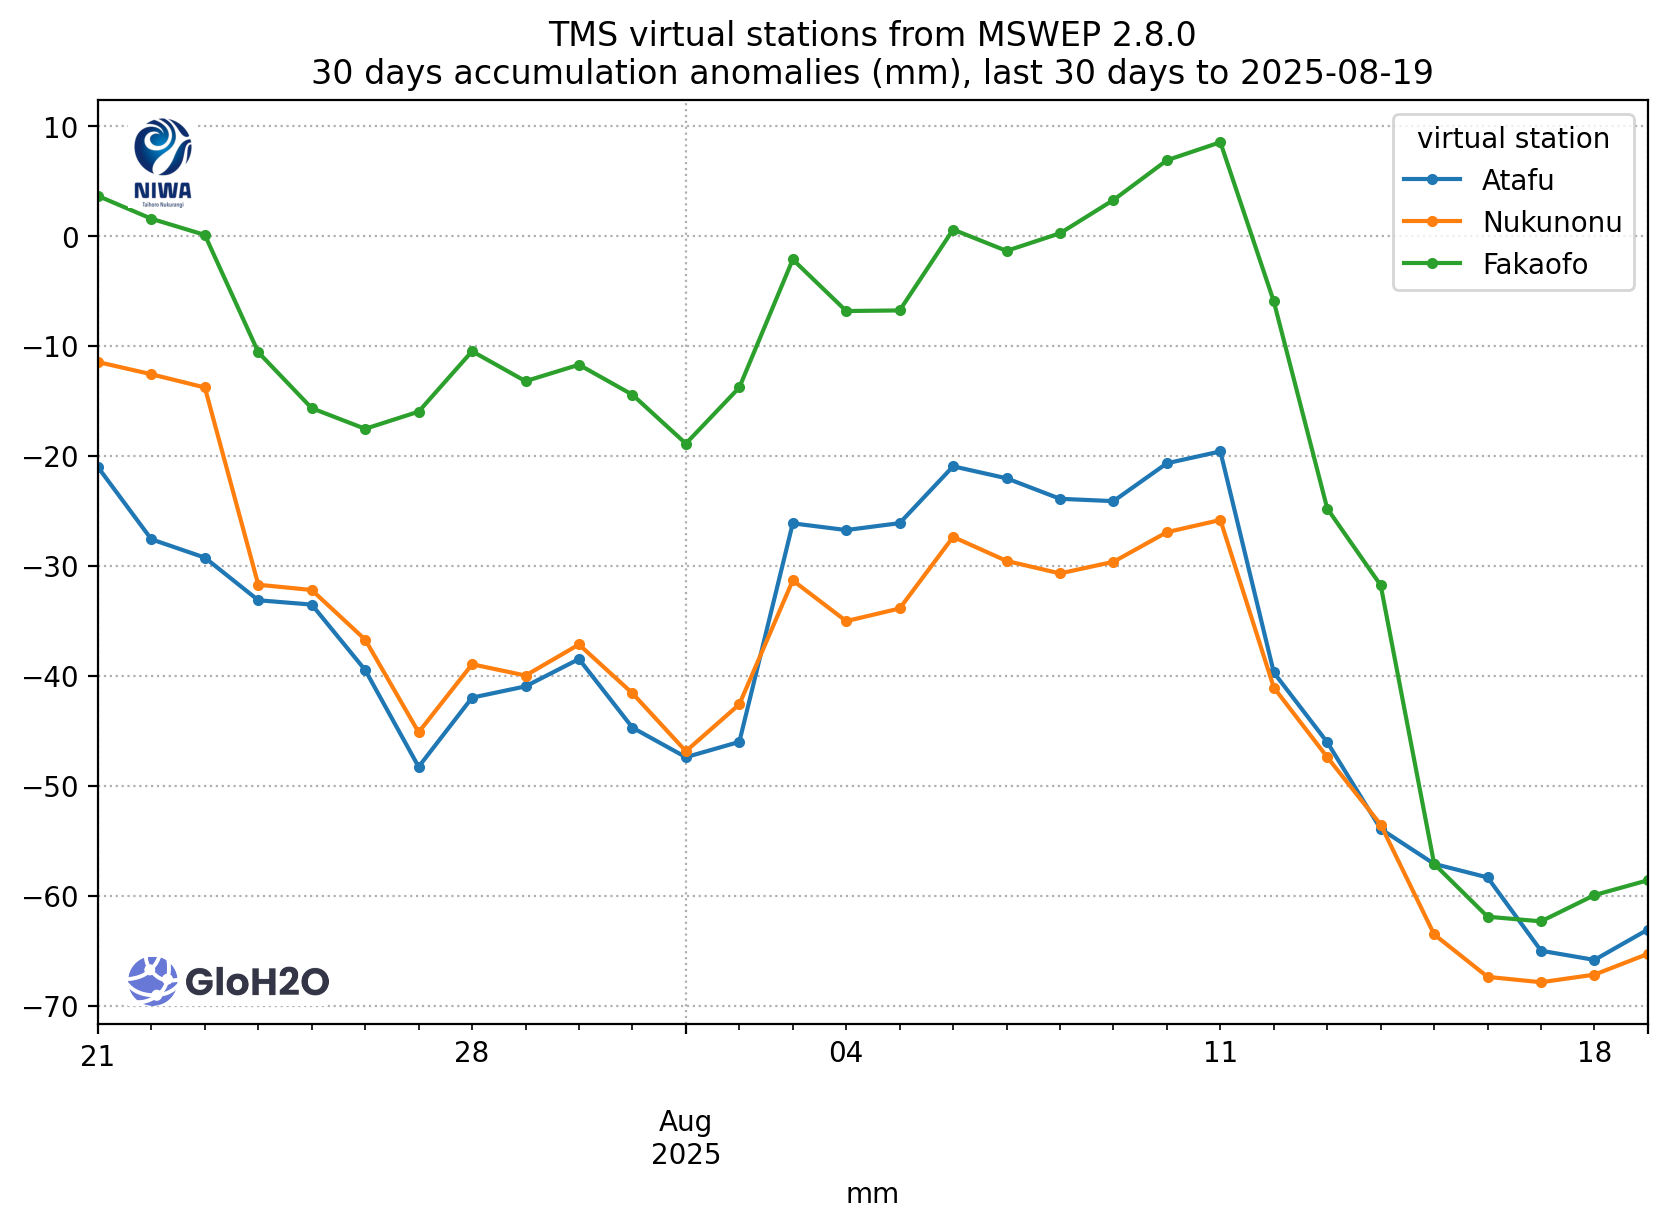 TMS virtual stations from MSWEP 2.8.0
30 days accumulation anomalies (mm), last 30 days to 2025-08-19
NIWA
Taihoro Nukurangi
virtual station
Atafu
Nukunonu
Fakaofo
10
0
−10
−20
−30
−40
−50
−60
−70
GloH2O
21
28
04
11
18
Aug
2025
mm